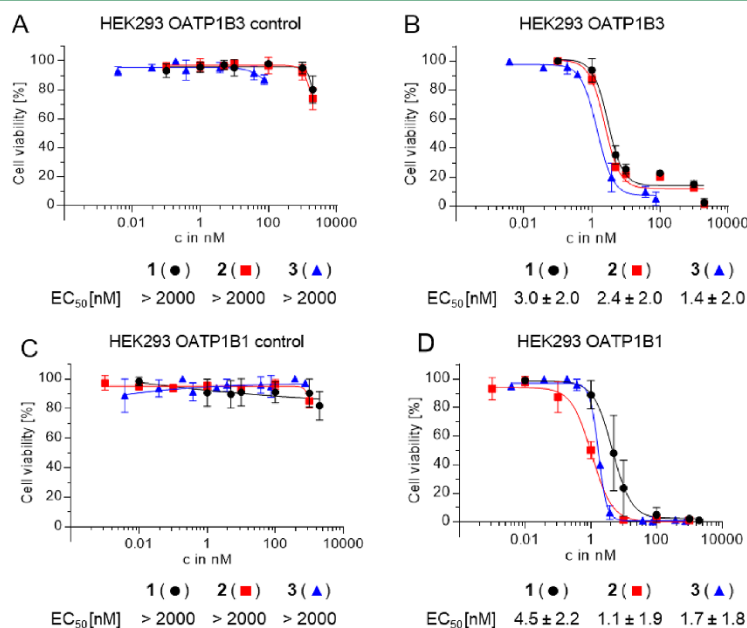 A
HEK293 OATP1B3 control
Cell viability [%]
100
80
60
40
20
0
0.01 1 100 10000
c in nM
1 (●) 2 (■) 3 (▲)
EC50 [nM] > 2000 > 2000 > 2000
B
HEK293 OATP1B3
Cell viability [%]
100
80
60
40
20
0
0.01 1 100 10000
c in nM
1 (●) 2 (■) 3 (▲)
EC50 [nM] 3.0 ± 2.0 2.4 ± 2.0 1.4 ± 2.0
C
HEK293 OATP1B1 control
Cell viability [%]
100
80
60
40
20
0
0.01 1 100 10000
c in nM
1 (●) 2 (■) 3 (▲)
EC50 [nM] > 2000 > 2000 > 2000
D
HEK293 OATP1B1
Cell viability [%]
100
80
60
40
20
0
0.01 1 100 10000
c in nM
1 (●) 2 (■) 3 (▲)
EC50 [nM] 4.5 ± 2.2 1.1 ± 1.9 1.7 ± 1.8